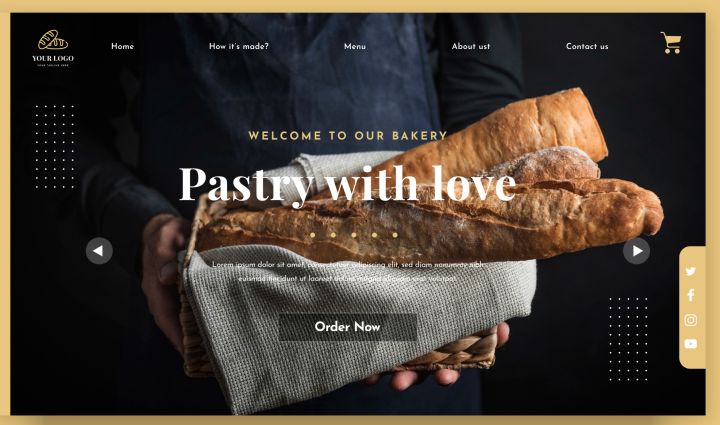 YOUR LOGO
YOUR TAGLINE HERE
Home
How it's made?
Menu
About ust
Contact us
WELCOME TO OUR BAKERY
Pastry with love
Lorem ipsum dolor sit amet, consectetuer adipiscing elit, sed diam nonummy nibh
euismod tincidunt ut laoreet dolore magna aliquam erat volutpat.
Order Now